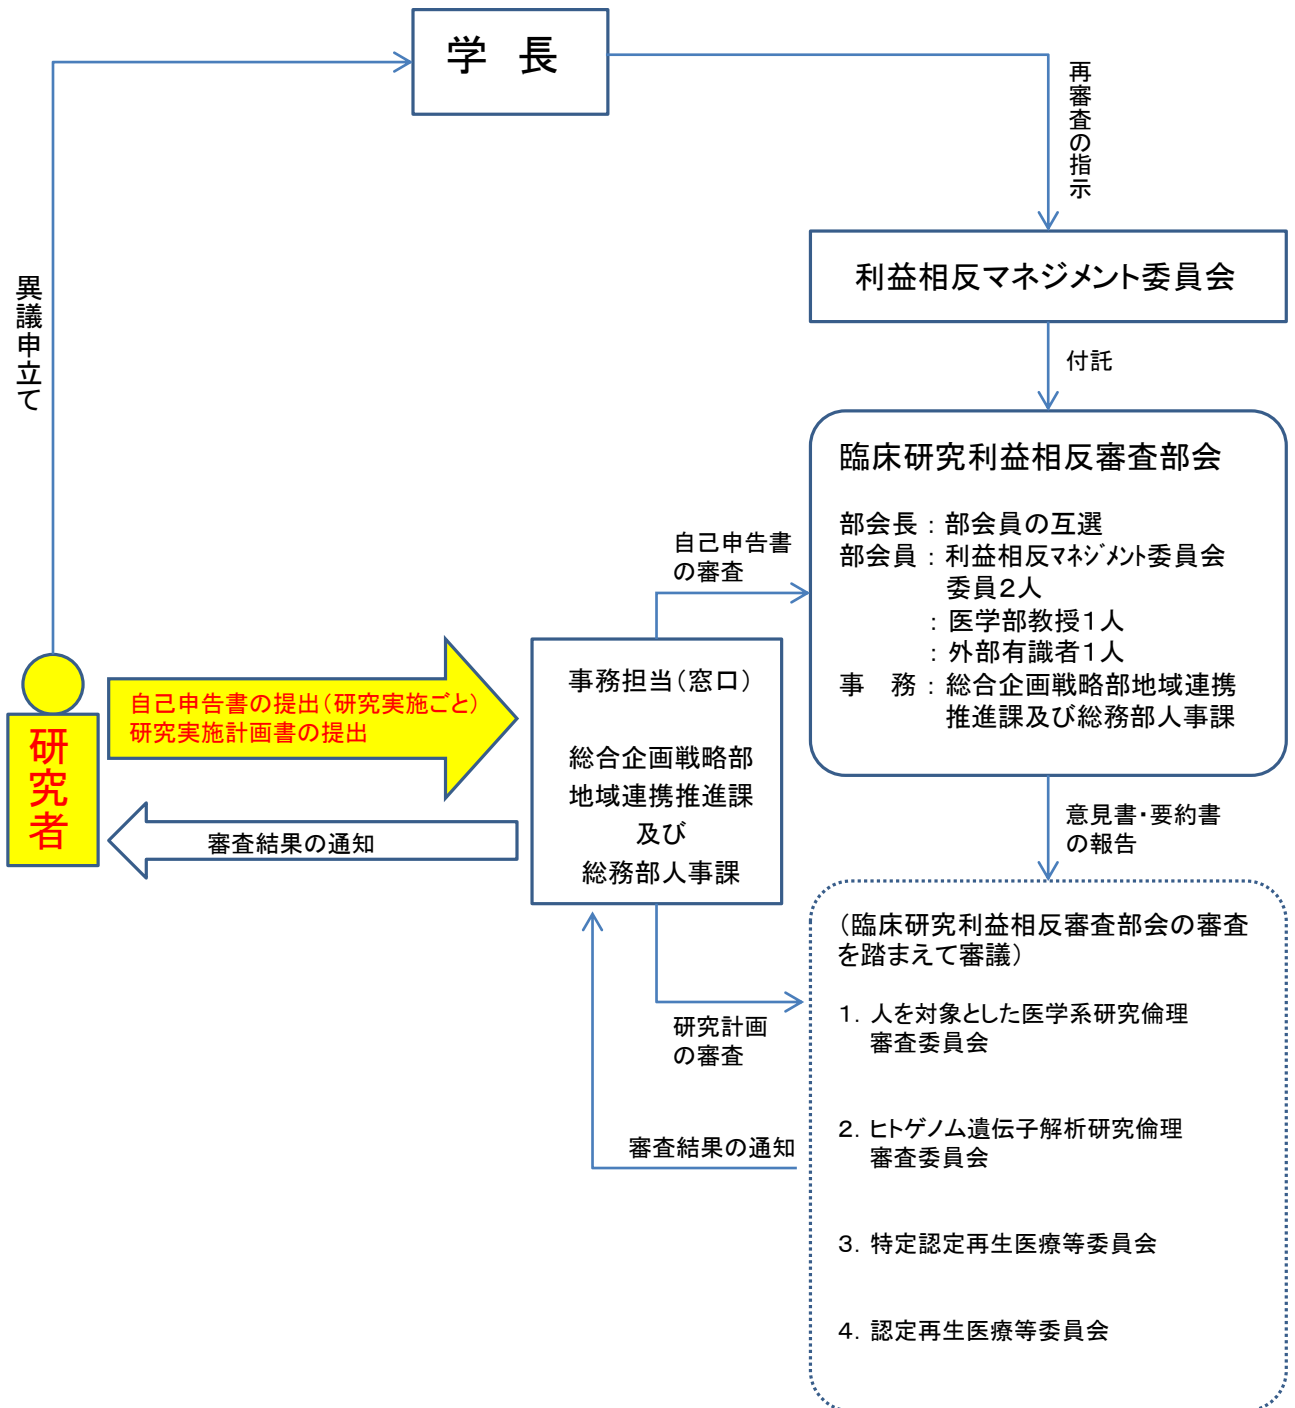 学　長
再審査の指示
利益相反マネジメント委員会
異議申立て
付託
臨床研究利益相反審査部会
部会長：部会員の互選
部会員：利益相反ﾏﾈｼﾞﾒﾝﾄ委員会
委員２人
：医学部教授１人
：外部有識者１人
事　務：総合企画戦略部地域連携
推進課及び総務部人事課
自己申告書
の審査
事務担当（窓口）
総合企画戦略部
地域連携推進課
及び
総務部人事課
自己申告書の提出（研究実施ごと）
研究実施計画書の提出
研究者
審査結果の通知
意見書・要約書
の報告
（臨床研究利益相反審査部会の審査
を踏まえて審議）
１．人を対象とした医学系研究倫理
審査委員会
２．ヒトゲノム遺伝子解析研究倫理
審査委員会
３．特定認定再生医療等委員会
４．認定再生医療等委員会
研究計画
の審査
審査結果の通知